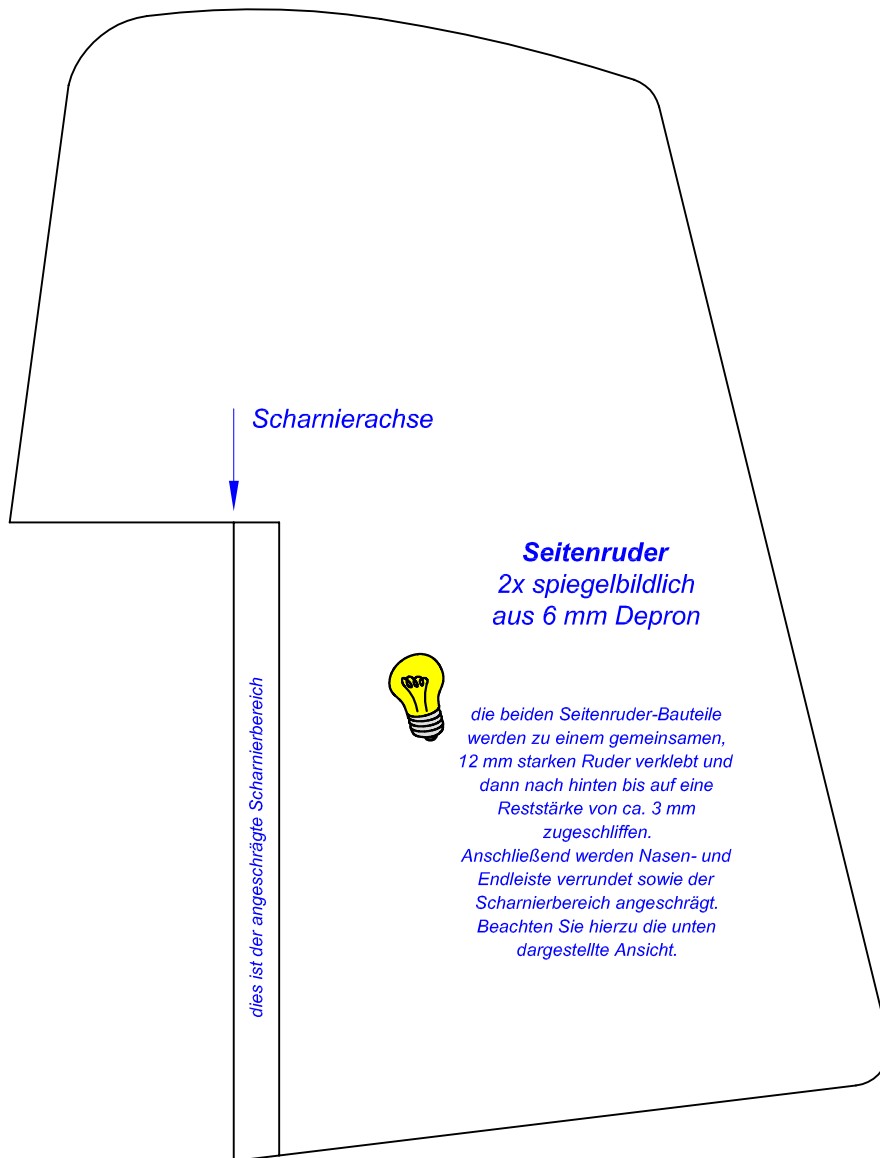 Scharnierachse
Seitenruder
2x spiegelbildlich
aus 6 mm Depron
dies ist der angeschrägte Scharnierbereich
die beiden Seitenruder-Bauteile
werden zu einem gemeinsamen,
12 mm starken Ruder verklebt und
dann nach hinten bis auf eine
Reststärke von ca. 3 mm
zugeschliffen.
Anschließend werden Nasen- und
Endleiste verrundet sowie der
Scharnierbereich angeschrägt.
Beachten Sie hierzu die unten
dargestellte Ansicht.